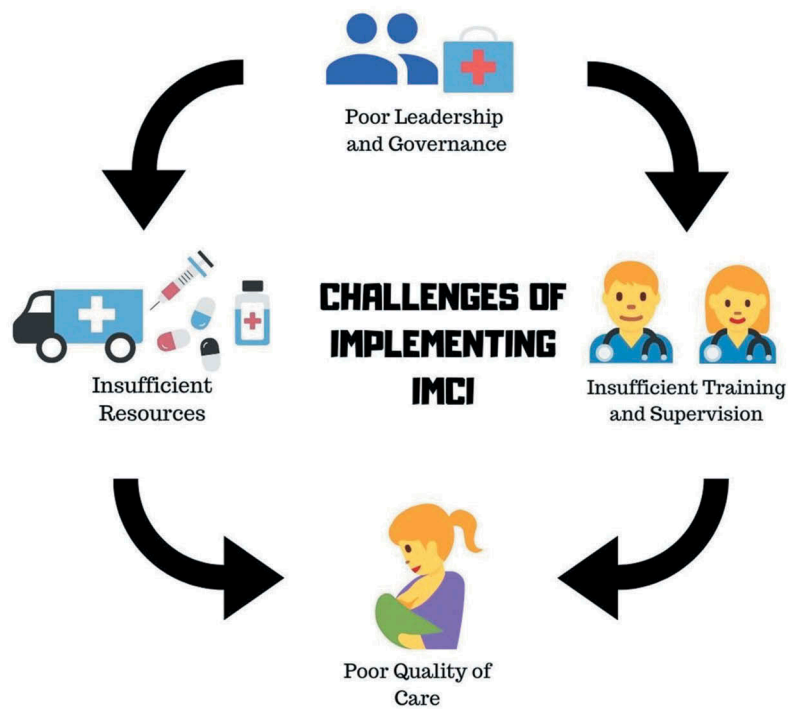 Poor Leadership
and Governance
CHALLENGES OF
IMPLEMENTING
IMCI
Insufficient
Resources
Insufficient Training
and Supervision
Poor Quality of
Care